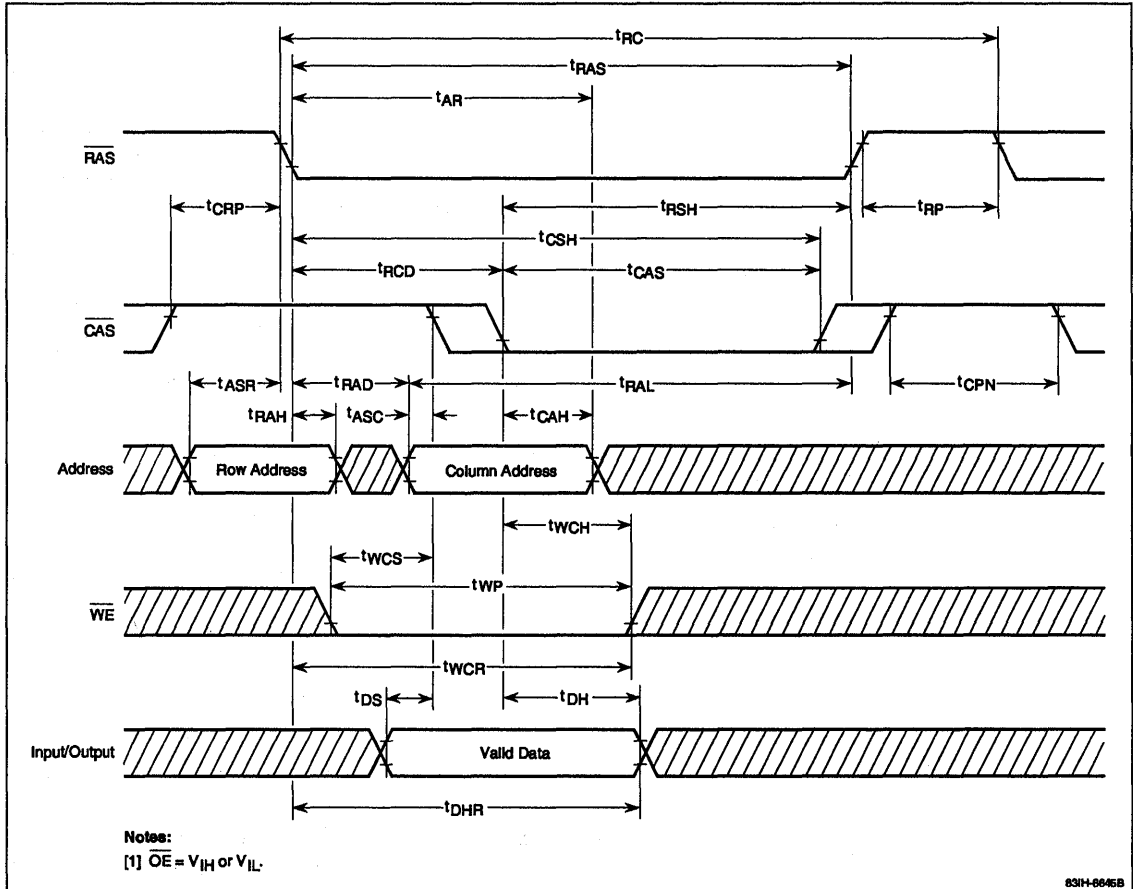 tRC
tRAS
tAR
RAS
tCRP
tRSH
tRP
tCSH
tRCD
tCAS
CAS
tASR
tRAD
tRAL
tCPN
tRAH
tASC
tCAH
Address
Row Address
Column Address
tWCH
tWCS
tWP
WE
tWCR
tDS
tDH
Input/Output
Valid Data
tDHR
Notes:
[1] OE = VIH or VIL.
83IH-6645B